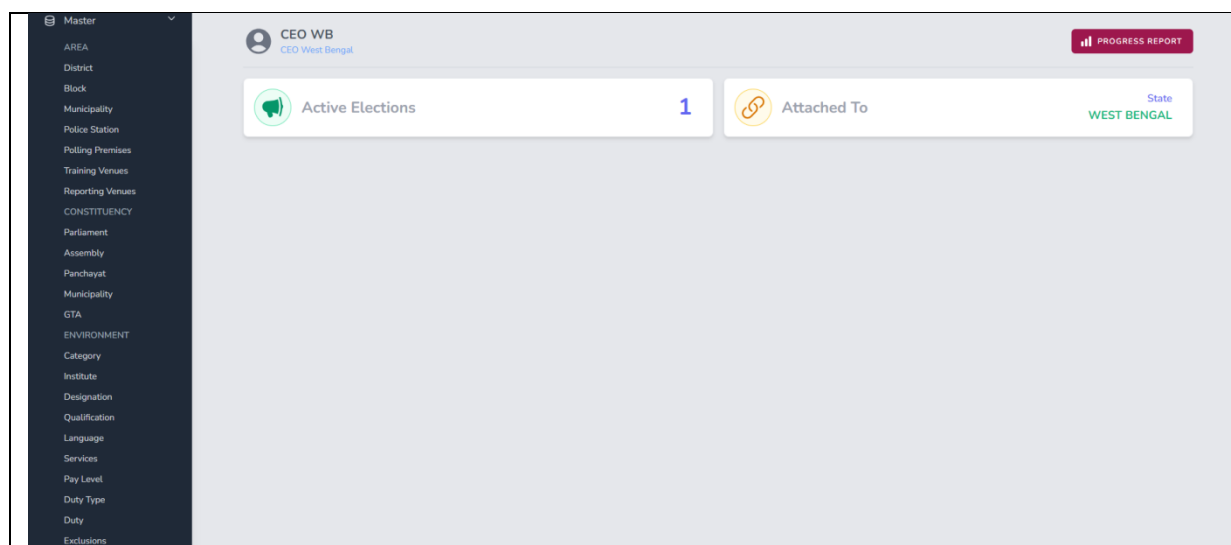 Master
AREA
District
Block
Municipality
Police Station
Polling Premises
Training Venues
Reporting Venues
CONSTITUENCY
Parliament
Assembly
Panchayat
Municipality
GTA
ENVIRONMENT
Category
Institute
Designation
Qualification
Language
Services
Pay Level
Duty Type
Duty
Exclusions
CEO WB
CEO West Bengal
PROGRESS REPORT
Active Elections 1
Attached To
State
WEST BENGAL